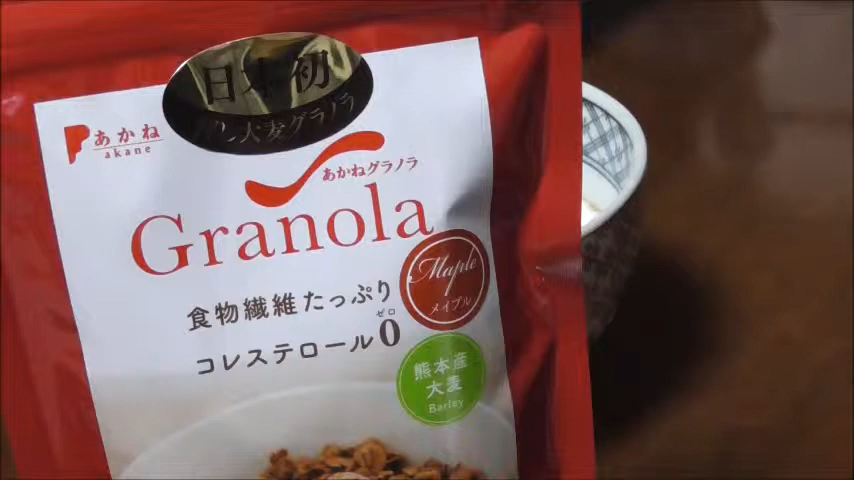 日本初
大麦グラノラ
あかね
akane
あかねグラノラ
Granola
Maple
メイプル
食物繊維たっぷり
ゼロ
コレステロール0
熊本産
大麦
Barley